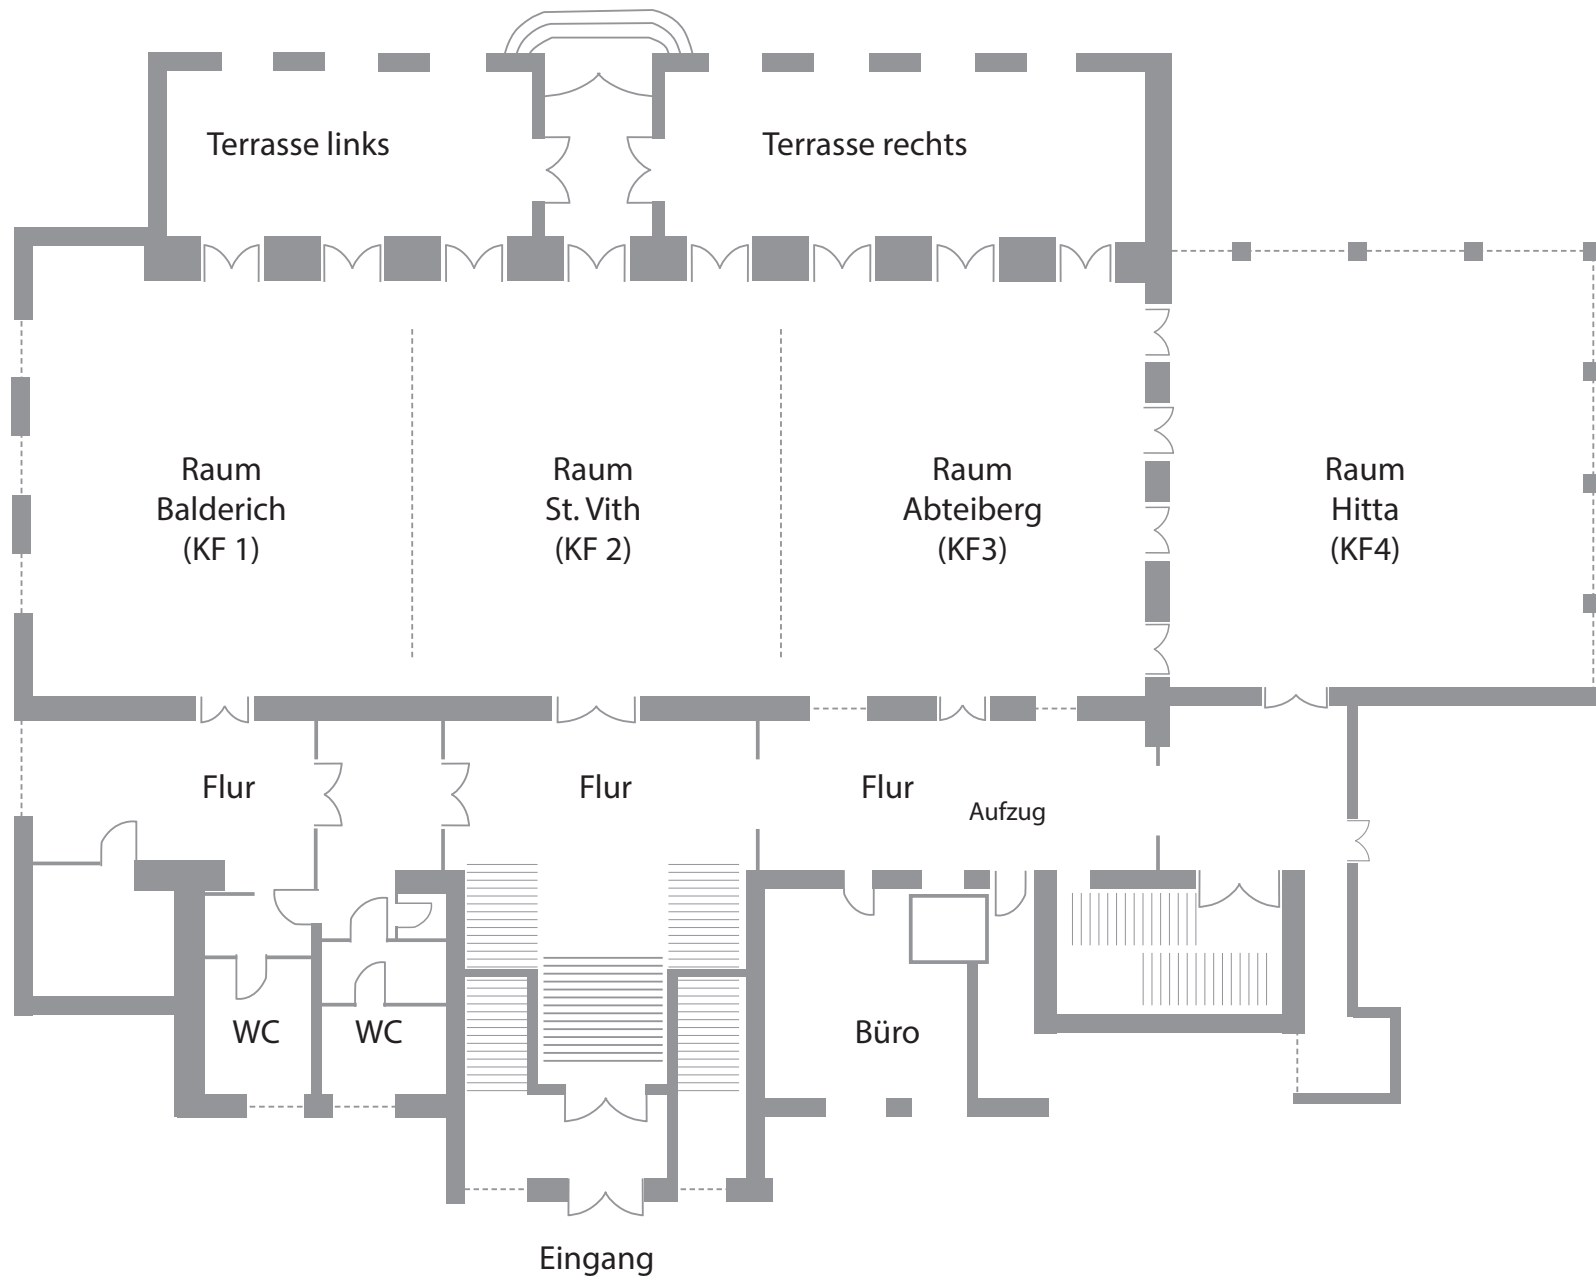 Terrasse links
Terrasse rechts
Raum
Balderich
(KF 1)
Raum
St. Vith
(KF 2)
Raum
Abteiberg
(KF3)
Raum
Hitta
(KF4)
Flur
Flur
Flur
Aufzug
WC
WC
Büro
Eingang